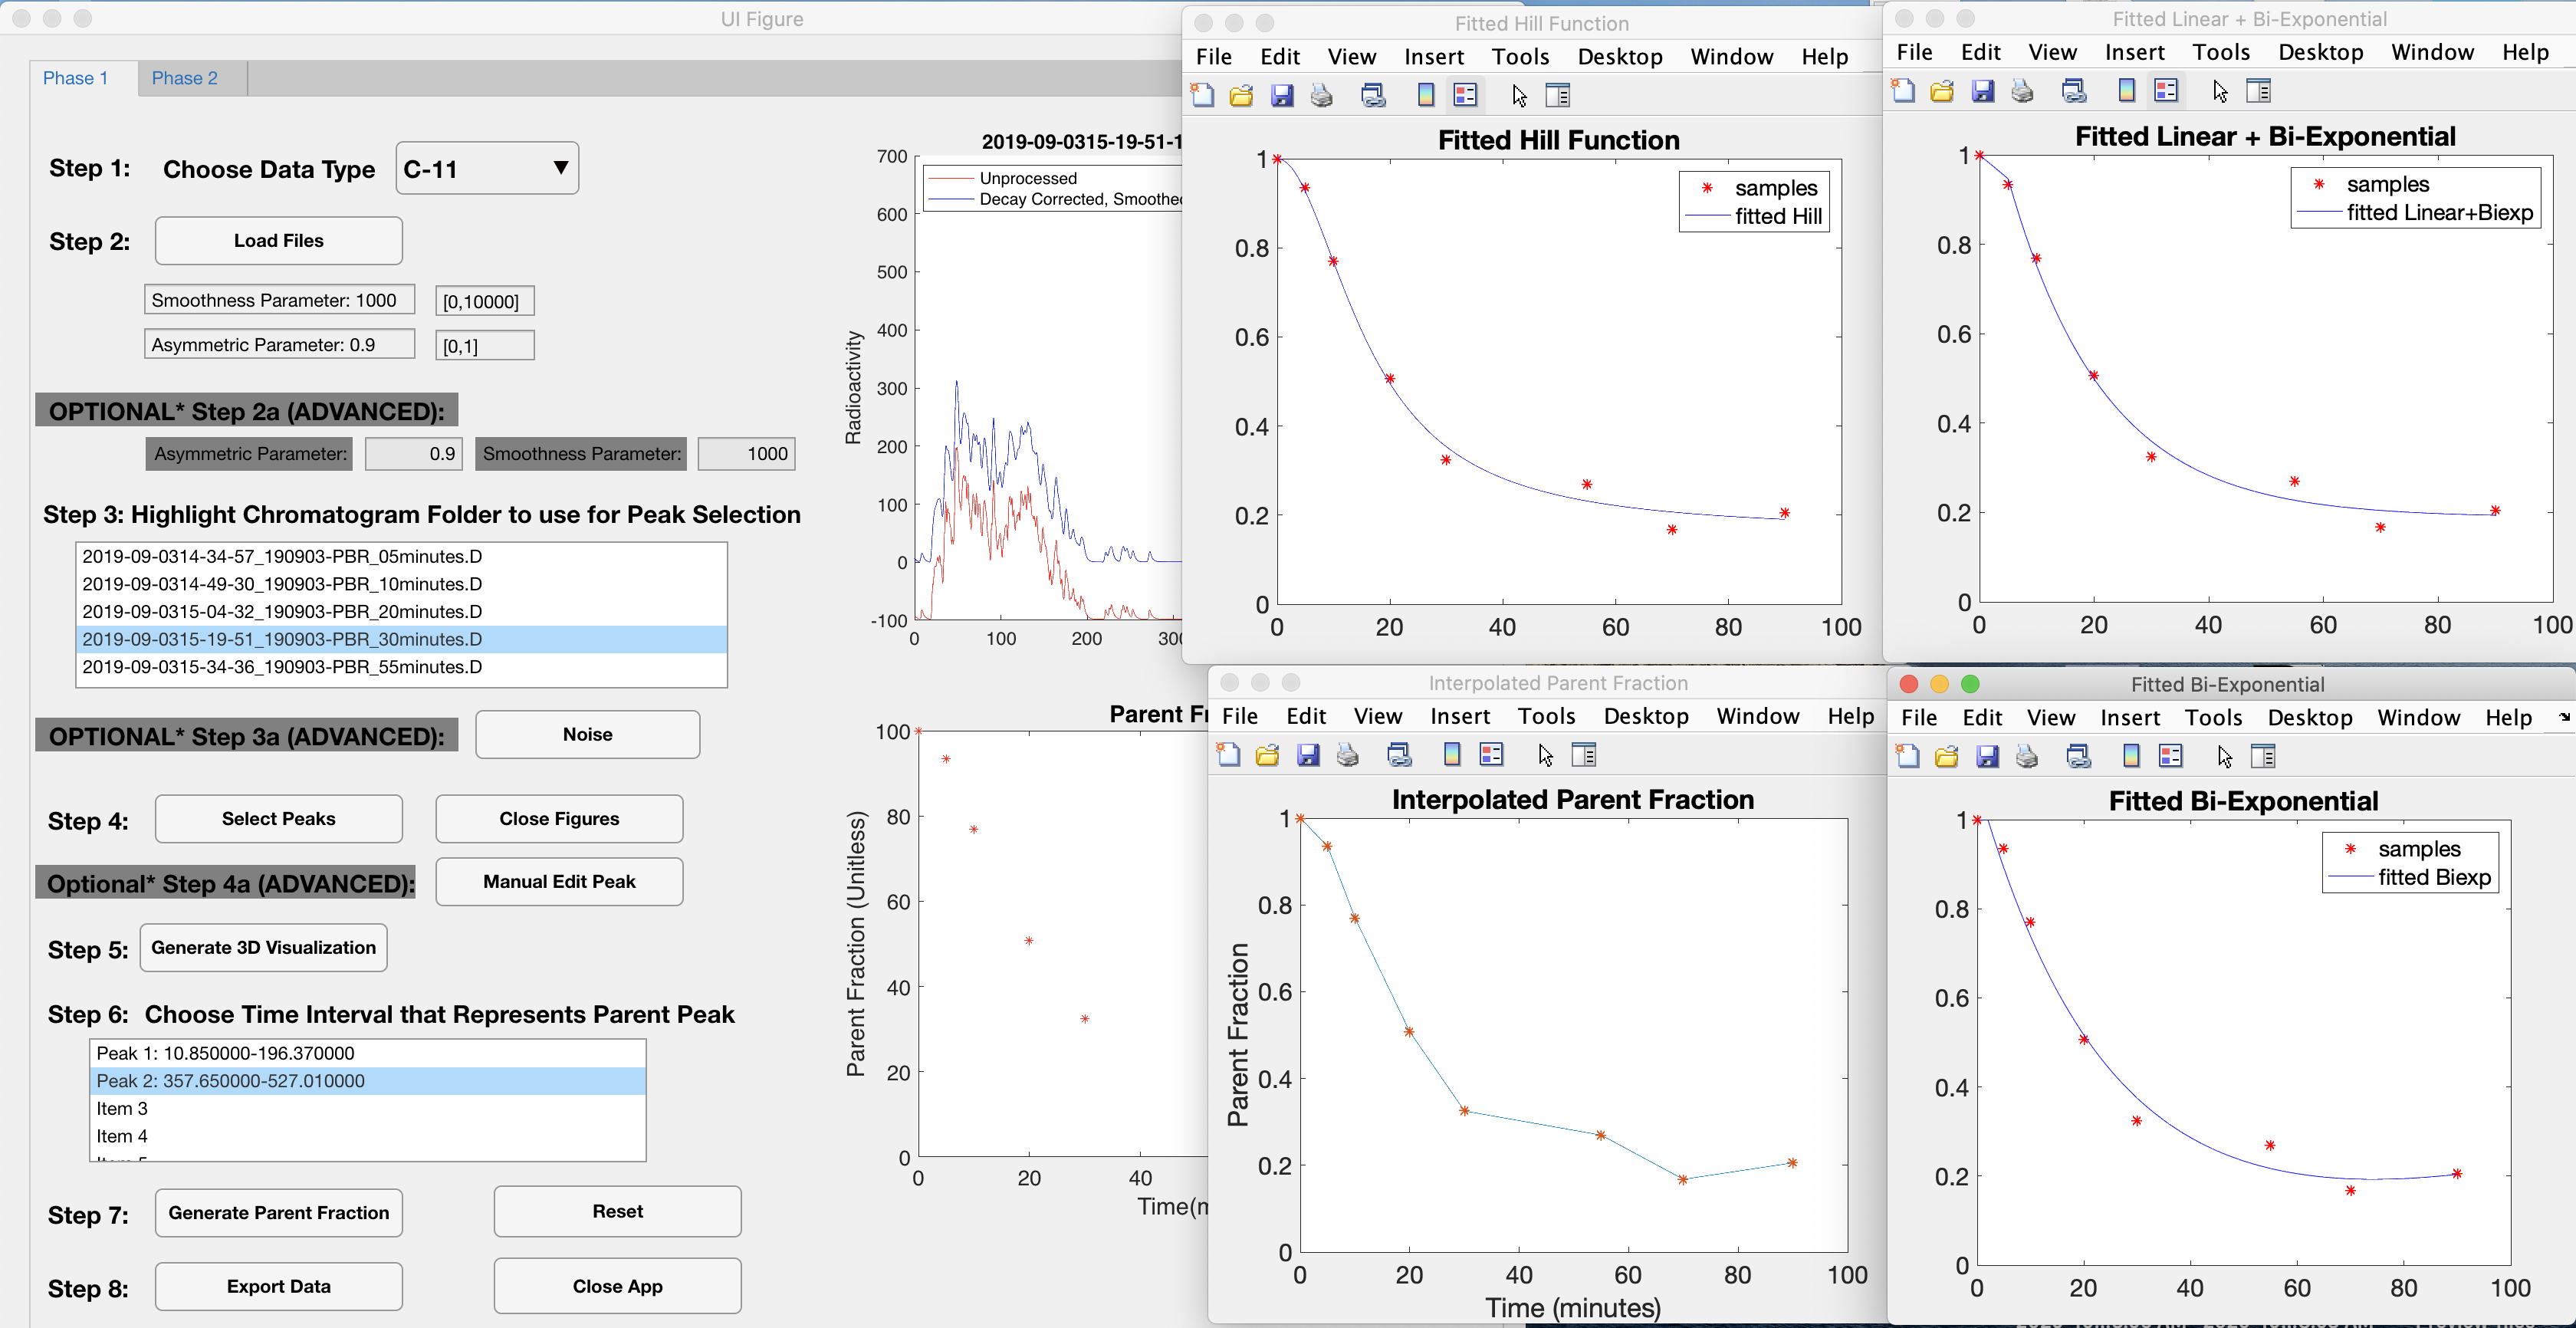 UI Figure
Phase 1
Phase 2
Step 1:
Choose Data Type
C-11
Step 2:
Load Files
Smoothness Parameter: 1000
[0,10000]
Asymmetric Parameter: 0.9
[0,1]
OPTIONAL* Step 2a (ADVANCED):
Asymmetric Parameter:
0.9
Smoothness Parameter:
1000
Step 3: Highlight Chromatogram Folder to use for Peak Selection
2019-09-0314-34-57_190903-PBR_05minutes.D
2019-09-0314-49-30_190903-PBR_10minutes.D
2019-09-0315-04-32_190903-PBR_20minutes.D
2019-09-0315-19-51_190903-PBR_30minutes.D
2019-09-0315-34-36_190903-PBR_55minutes.D
OPTIONAL* Step 3a (ADVANCED):
Noise
Step 4:
Select Peaks
Close Figures
Optional* Step 4a (ADVANCED):
Manual Edit Peak
Step 5:
Generate 3D Visualization
Step 6: Choose Time Interval that Represents Parent Peak
Peak 1: 10.850000-196.370000
Peak 2: 357.650000-527.010000
Item 3
Item 4
Step 7:
Generate Parent Fraction
Reset
Step 8:
Export Data
Close App
2019-09-0315-19-51-1
700
600
500
400
300
200
100
0
-100
Radioactivity
Unprocessed
Decay Corrected, Smoothed
0 100 200 300
Parent Fr
100
80
60
40
20
0
Parent Fraction (Unitless)
0 20 40
Time(m
Fitted Hill Function
File Edit View Insert Tools Desktop Window Help
Fitted Hill Function
samples
fitted Hill
1
0.8
0.6
0.4
0.2
0
0 20 40 60 80 100
Fitted Linear + Bi-Exponential
File Edit View Insert Tools Desktop Window Help
Fitted Linear + Bi-Exponential
samples
fitted Linear+Biexp
1
0.8
0.6
0.4
0.2
0
0 20 40 60 80 100
Interpolated Parent Fraction
File Edit View Insert Tools Desktop Window Help
Interpolated Parent Fraction
1
0.8
0.6
0.4
0.2
0
Parent Fraction
0 20 40 60 80 100
Time (minutes)
Fitted Bi-Exponential
File Edit View Insert Tools Desktop Window Help
Fitted Bi-Exponential
samples
fitted Biexp
1
0.8
0.6
0.4
0.2
0
0 20 40 60 80 100